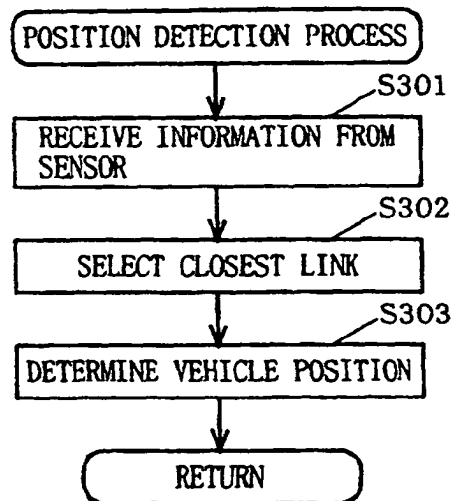 POSITION DETECTION PROCESS
S301
RECEIVE INFORMATION FROM
SENSOR
S302
SELECT CLOSEST LINK
S303
DETERMINE VEHICLE POSITION
RETURN